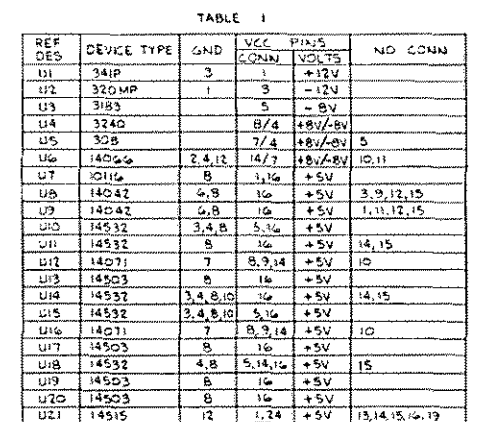 TABLE I
REF DES DEVICE TYPE GND VCC PINS NO CONN
CONN VOLTS
U1 341P 3 1 +12V
U2 320MP 1 3 -12V
U3 3183 5 -8V
U4 3240 8/4 +8V/-8V
U5 308 7/4 +8V/-8V 5
U6 14066 2,4,12 14/7 +8V/-8V 10,11
U7 10116 8 1,16 +5V
U8 14042 6,8 16 +5V 3,9,12,15
U9 14042 6,8 16 +5V 1,11,12,15
U10 14532 3,4,8 5,16 +5V
U11 14532 8 16 +5V 14,15
U12 14071 7 8,9,14 +5V 10
U13 14503 8 16 +5V
U14 14532 3,4,8,10 16 +5V 14,15
U15 14532 3,4,8,10 5,16 +5V
U16 14071 7 8,9,14 +5V 10
U17 14503 8 16 +5V
U18 14532 4,8 5,14,16 +5V 15
U19 14503 8 16 +5V
U20 14503 8 16 +5V
U21 14515 12 1,24 +5V 13,14,15,16,19